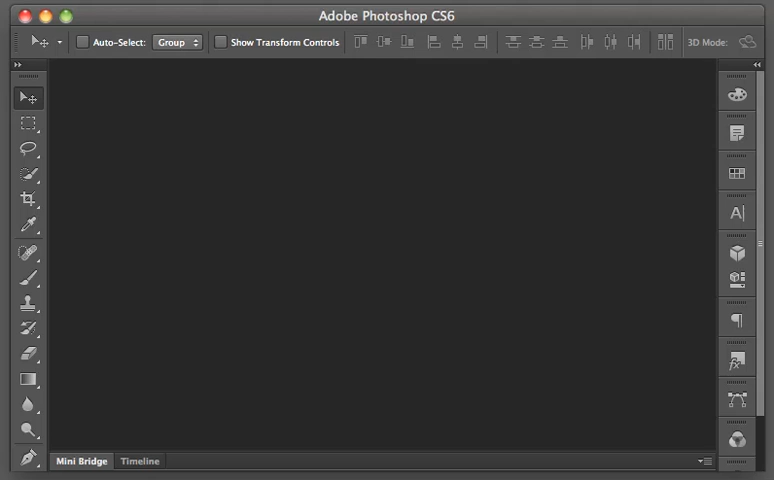 Adobe Photoshop CS6
Auto-Select: Group Show Transform Controls 3D Mode:
Mini Bridge Timeline